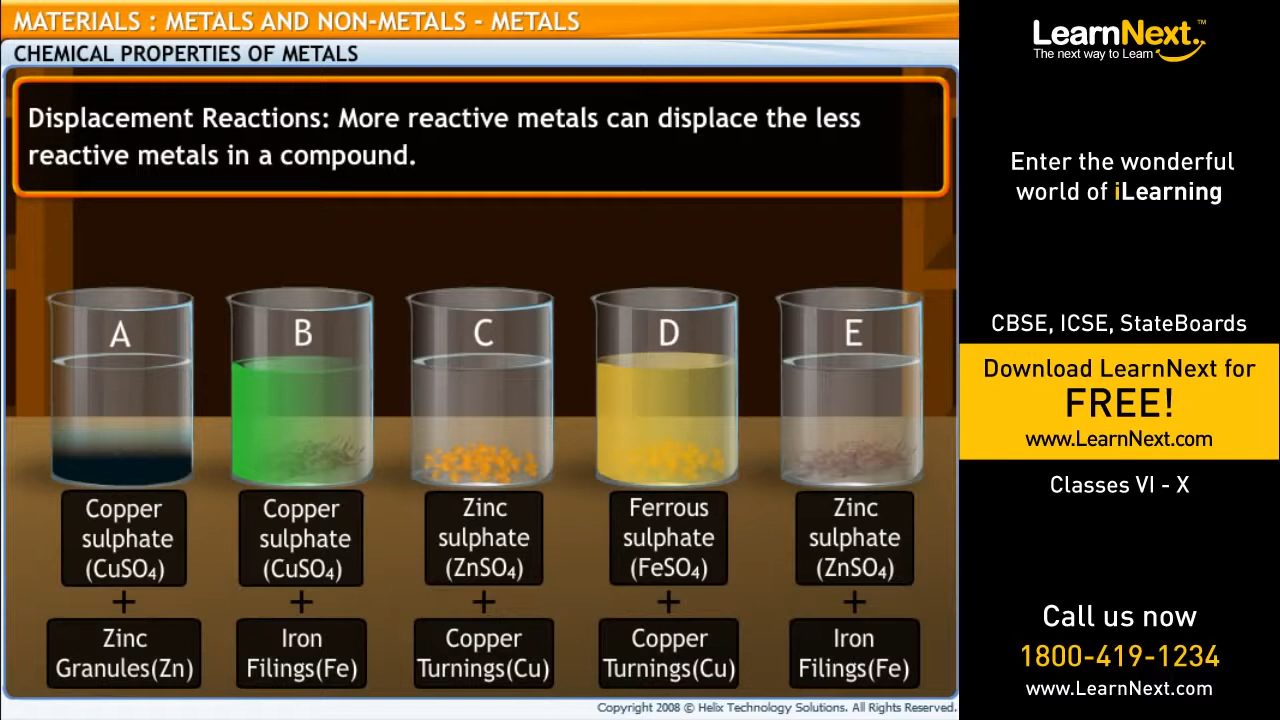 MATERIALS : METALS AND NON-METALS - METALS
CHEMICAL PROPERTIES OF METALS
Displacement Reactions: More reactive metals can displace the less
reactive metals in a compound.
A
B
C
D
E
Copper
sulphate
(CuSO₄)
+
Zinc
Granules(Zn)
Copper
sulphate
(CuSO₄)
+
Iron
Filings(Fe)
Zinc
sulphate
(ZnSO₄)
+
Copper
Turnings(Cu)
Ferrous
sulphate
(FeSO₄)
+
Copper
Turnings(Cu)
Zinc
sulphate
(ZnSO₄)
+
Iron
Filings(Fe)
Copyright 2008 © Helix Technology Solutions. All Rights Reserved.
LearnNext.™
The next way to Learn
Enter the wonderful
world of iLearning
CBSE, ICSE, StateBoards
Download LearnNext for
FREE!
www.LearnNext.com
Classes VI - X
Call us now
1800-419-1234
www.LearnNext.com